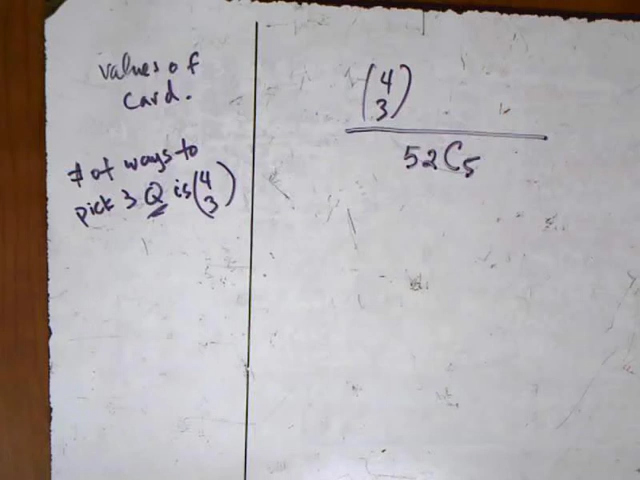 values of
card.
# of ways to
pick 3 Q is (4 3)
(4 3)
52C5